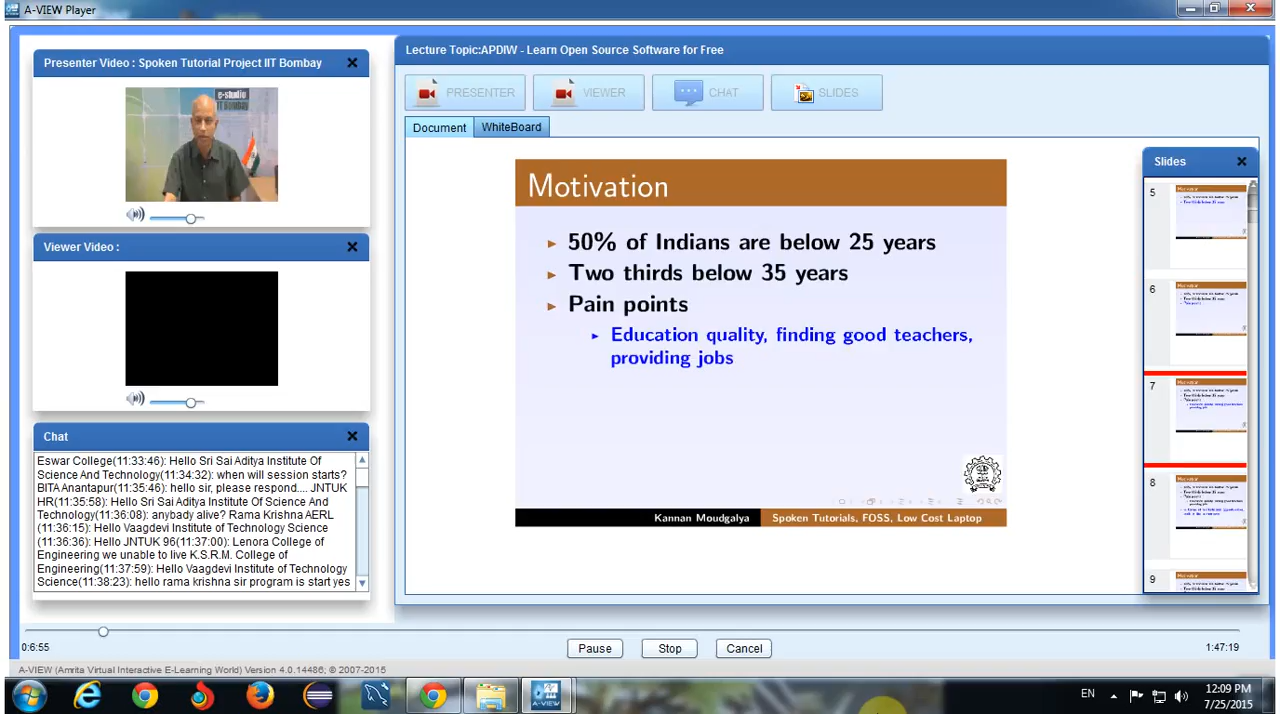 A-VIEW Player
Presenter Video : Spoken Tutorial Project IIT Bombay
e-studio
IIT Bombay
Viewer Video :
Chat
Eswar College(11:33:46): Hello Sri Sai Aditya Institute Of
Science And Technology(11:34:32): when will session starts?
BITA Anantapur(11:35:46): hello sir, please respond.... JNTUK
HR(11:35:58): Hello Sri Sai Aditya Institute Of Science And
Technology(11:36:08): anybady alive? Rama Krishna AERL
(11:36:15): Hello Vaagdevi Institute of Technology Science
(11:36:36): Hello JNTUK 96(11:37:00): Lenora College of
Engineering we unable to live K.S.R.M. College of
Engineering(11:37:59): Hello Vaagdevi Institute of Technology
Science(11:38:23): hello rama krishna sir program is start yes
Lecture Topic:APDIW - Learn Open Source Software for Free
PRESENTER
VIEWER
CHAT
SLIDES
Document
WhiteBoard
Motivation
50% of Indians are below 25 years
Two thirds below 35 years
Pain points
Education quality, finding good teachers,
providing jobs
Kannan Moudgalya
Spoken Tutorials, FOSS, Low Cost Laptop
Slides
5
6
7
8
9
0:6:55
Pause
Stop
Cancel
1:47:19
A-VIEW (Amrita Virtual Interactive E-Learning World) Version 4.0.14486; © 2007-2015
A-VIEW
EN
12:09 PM
7/25/2015